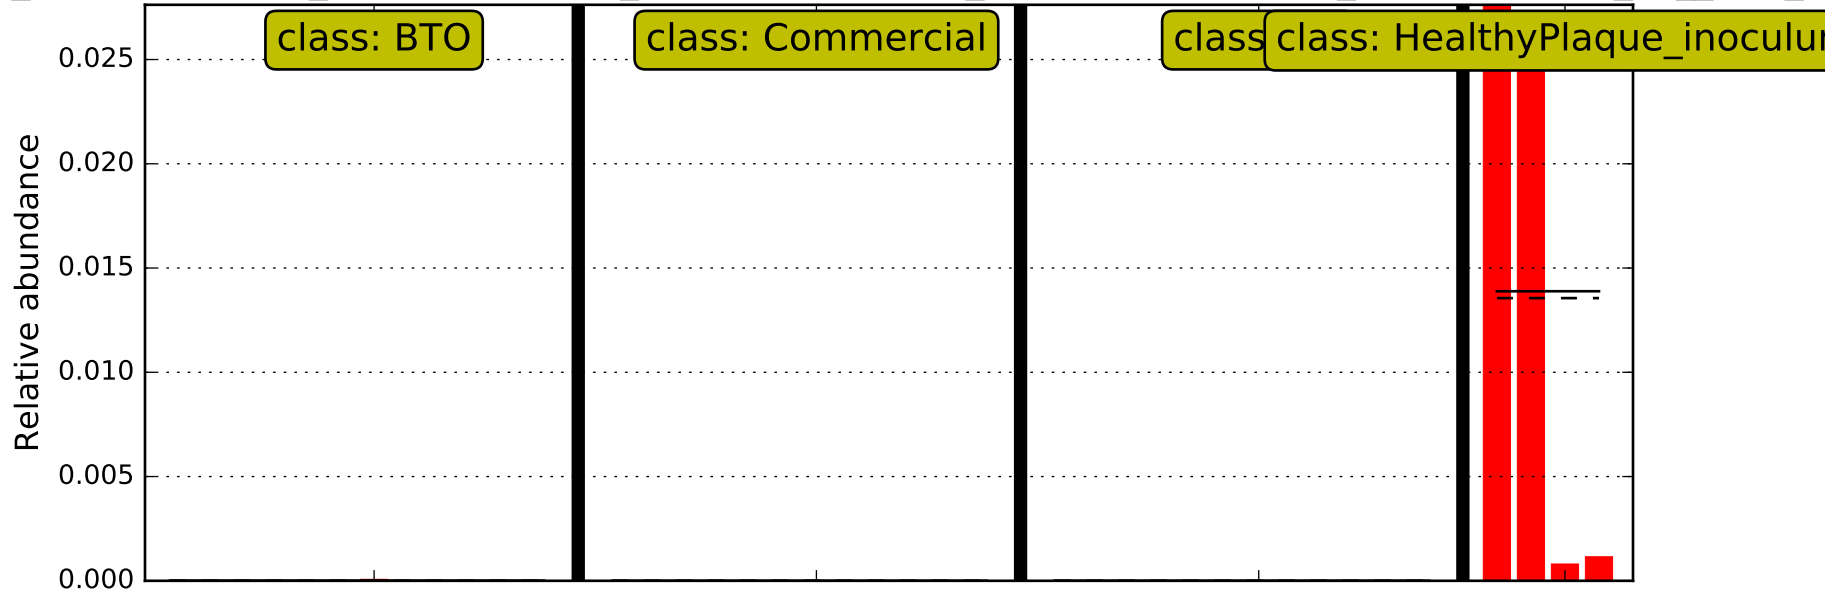 class: BTO
class: Commercial
class
class: HealthyPlaque_inoculu
0.025
0.020
0.015
0.010
0.005
0.000
Relative abundance